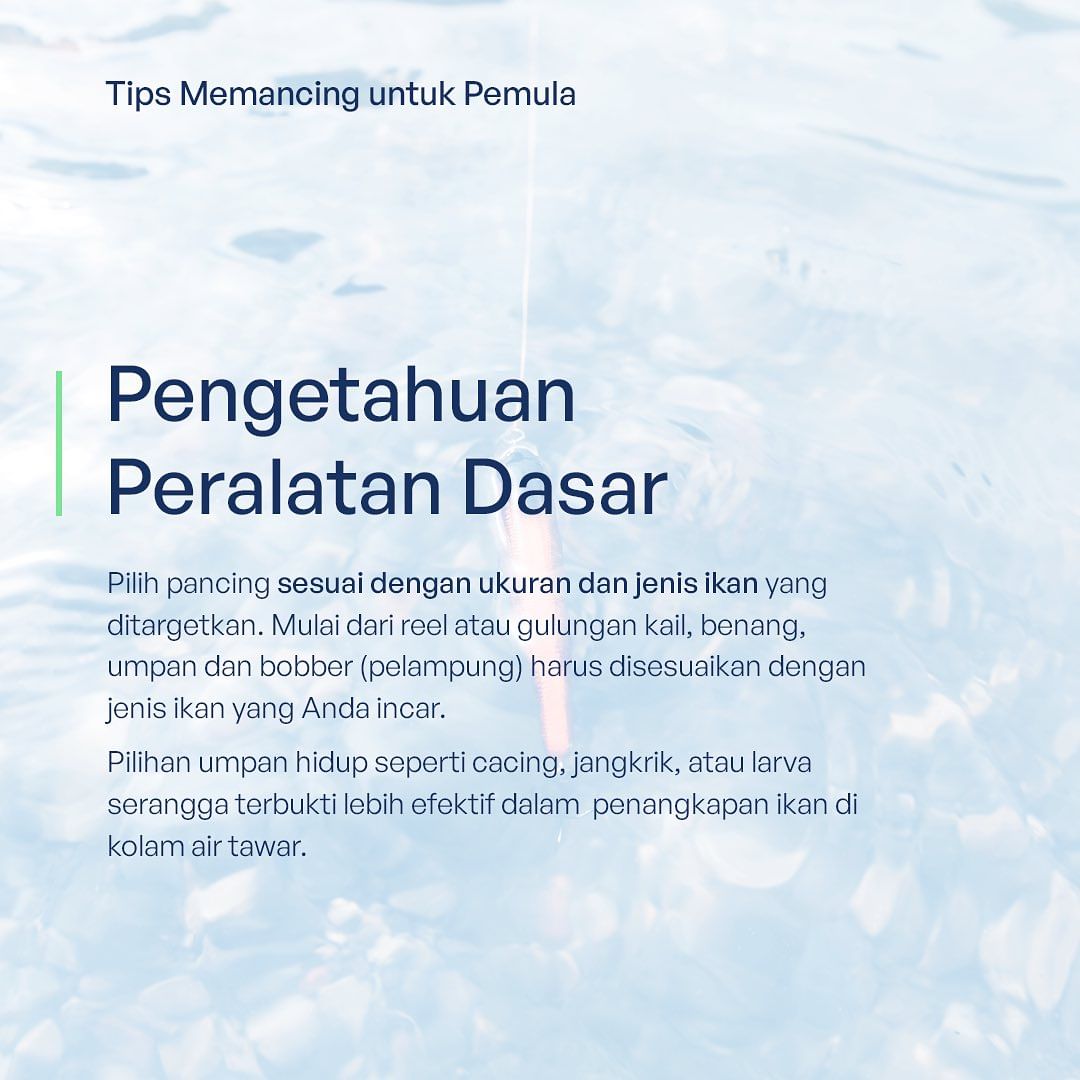 Tips Memancing untuk Pemula
Pengetahuan
Peralatan Dasar
Pilih pancing sesuai dengan ukuran dan jenis ikan yang
ditargetkan. Mulai dari reel atau gulungan kail, benang,
umpan dan bobber (pelampung) harus disesuaikan dengan
jenis ikan yang Anda incar.
Pilihan umpan hidup seperti cacing, jangkrik, atau larva
serangga terbukti lebih efektif dalam  penangkapan ikan di
kolam air tawar.